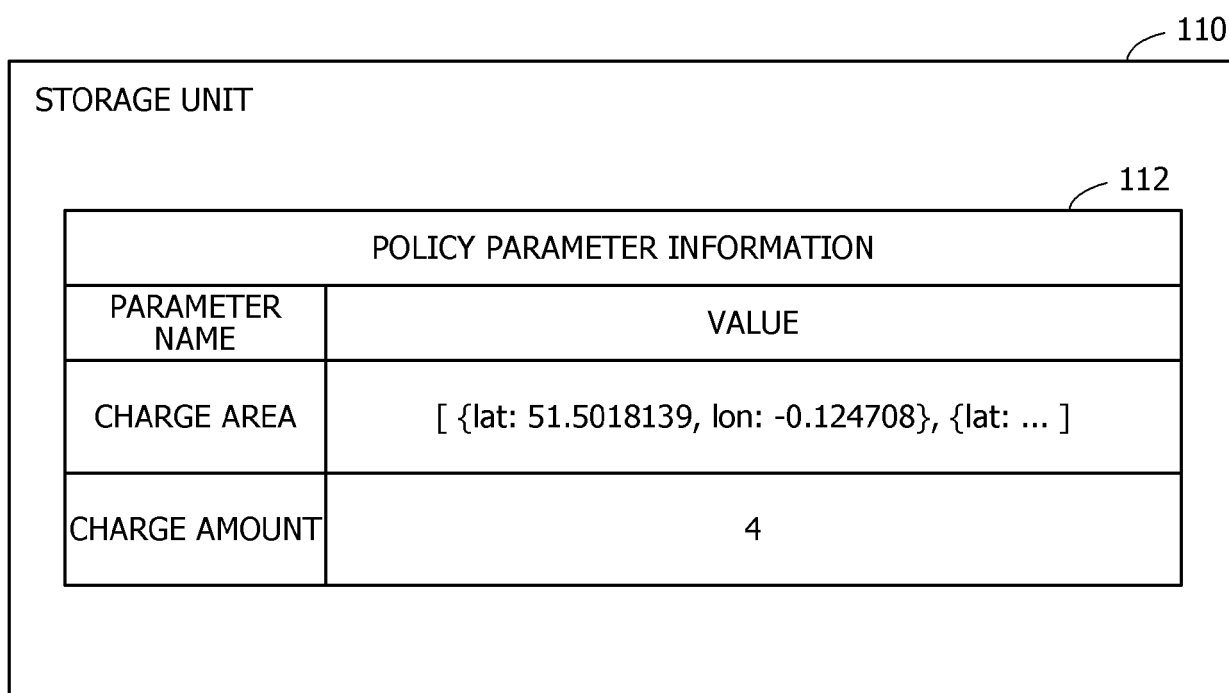 110
STORAGE UNIT
112
POLICY PARAMETER INFORMATION
PARAMETER
NAME
VALUE
CHARGE AREA
[ {lat: 51.5018139, lon: -0.124708}, {lat: ... ]
CHARGE AMOUNT
4